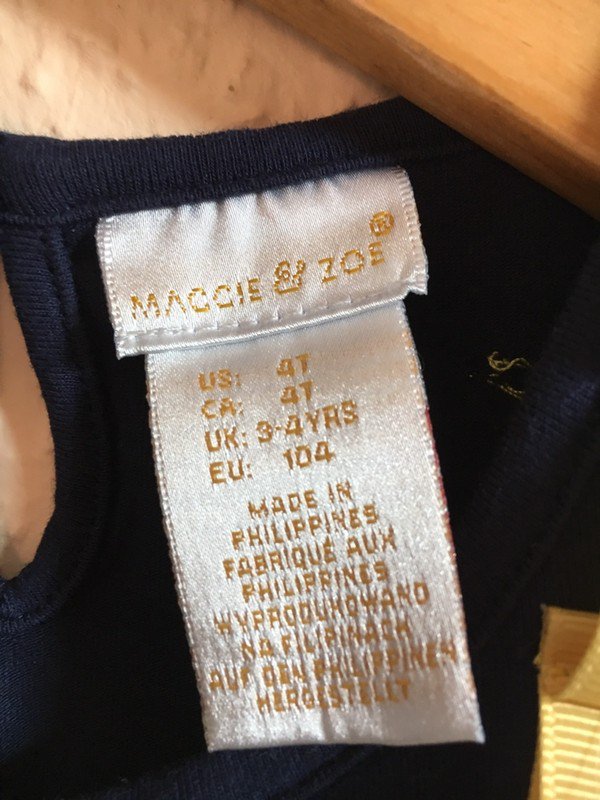 MAGGIE & ZOE®
US: 4T
CA: 4T
UK: 3-4YRS
EU: 104
MADE IN
PHILIPPINES
FABRIQUÉ AUX
PHILIPPINES
WYPRODUKOWANO
NA FILIPINACH
AUF DEN PHILIPPINEN
HERGESTELLT